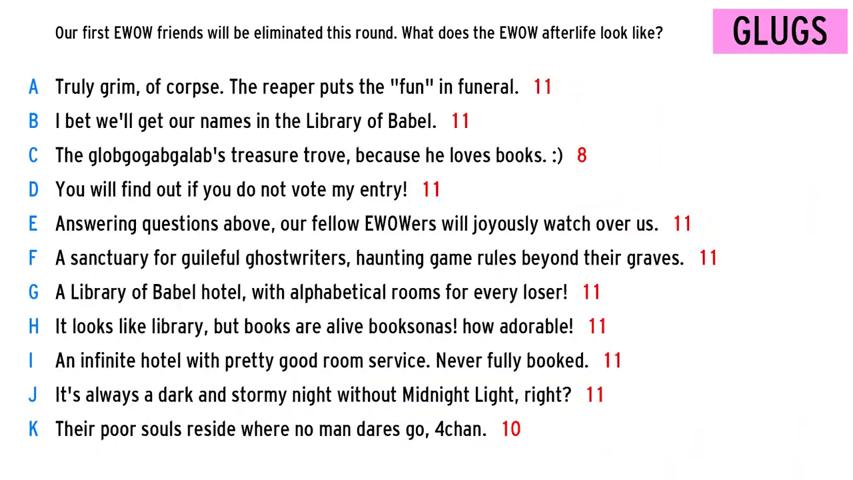 Our first EWOW friends will be eliminated this round. What does the EWOW afterlife look like?
GLUGS
A Truly grim, of corpse. The reaper puts the "fun" in funeral. 11
B I bet we'll get our names in the Library of Babel. 11
C The globgogabgalab's treasure trove, because he loves books. :) 8
D You will find out if you do not vote my entry! 11
E Answering questions above, our fellow EWOWers will joyously watch over us. 11
F A sanctuary for guileful ghostwriters, haunting game rules beyond their graves. 11
G A Library of Babel hotel, with alphabetical rooms for every loser! 11
H It looks like library, but books are alive booksonas! how adorable! 11
I An infinite hotel with pretty good room service. Never fully booked. 11
J It's always a dark and stormy night without Midnight Light, right? 11
K Their poor souls reside where no man dares go, 4chan. 10